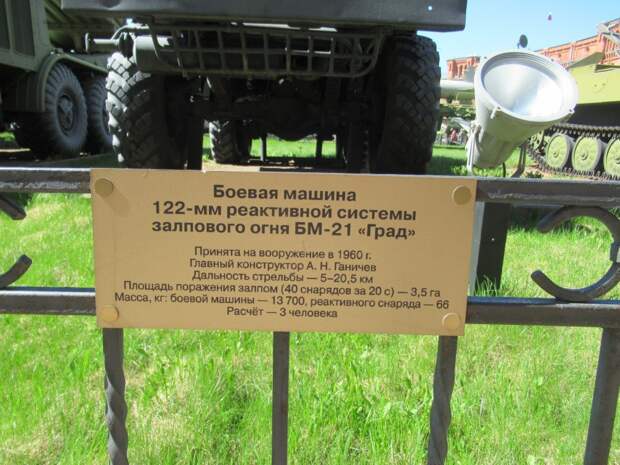 Боевая машина
122-мм реактивной системы
залпового огня БМ-21 «Град»
Принята на вооружение в 1960 г.
Главный конструктор А. Н. Ганичев
Дальность стрельбы — 5–20,5 км
Площадь поражения залпом (40 снарядов за 20 с) — 3,5 га
Масса, кг: боевой машины — 13 700, реактивного снаряда — 66
Расчёт — 3 человека